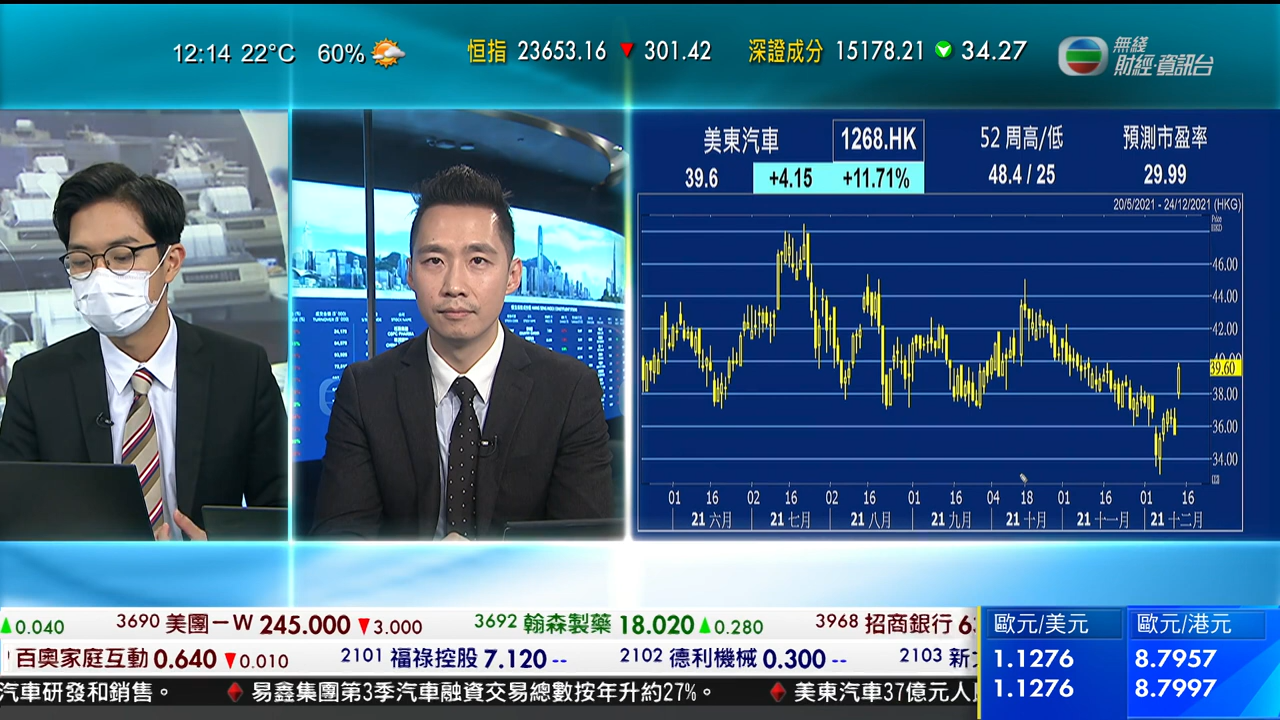 12:14 22°C 60% 恒指 23653.16 ▼ 301.42 深證成分 15178.21 34.27
無綫
財經·資訊台
美東汽車 1268.HK 52 周高/低 預測市盈率
39.6 +4.15 +11.71% 48.4 / 25 29.99
20/5/2021 - 24/12/2021 (HKG)
Price
HKD
46.00
44.00
42.00
40.00
39.60
38.00
36.00
34.00
01 16 02 16 02 16 01 16 04 18 01 16 01 16
21 六月 21 七月 21 八月 21 九月 21 十月 21 十一月 21 十二月
▲0.040 3690 美團－W 245.000 ▼3.000 3692 翰森製藥 18.020 ▲0.280 3968 招商銀行
百奧家庭互動 0.640 ▼0.010 2101 福祿控股 7.120 -- 2102 德利機械 0.300 -- 2103 新
汽車研發和銷售。 ♦ 易鑫集團第3季汽車融資交易總數按年升約27%。 ♦ 美東汽車37億元人
歐元/美元 歐元/港元
1.1276 8.7957
1.1276 8.7997